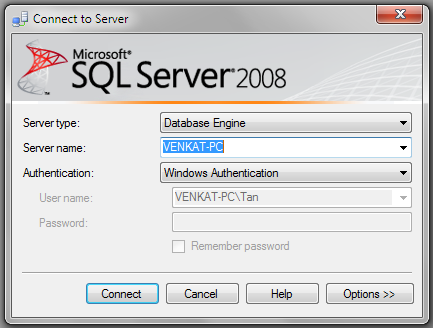 Connect to Server
Microsoft®
SQL Server® 2008
Server type: Database Engine
Server name: VENKAT-PC
Authentication: Windows Authentication
User name: VENKAT-PC\Tan
Password:
Remember password
Connect Cancel Help Options >>